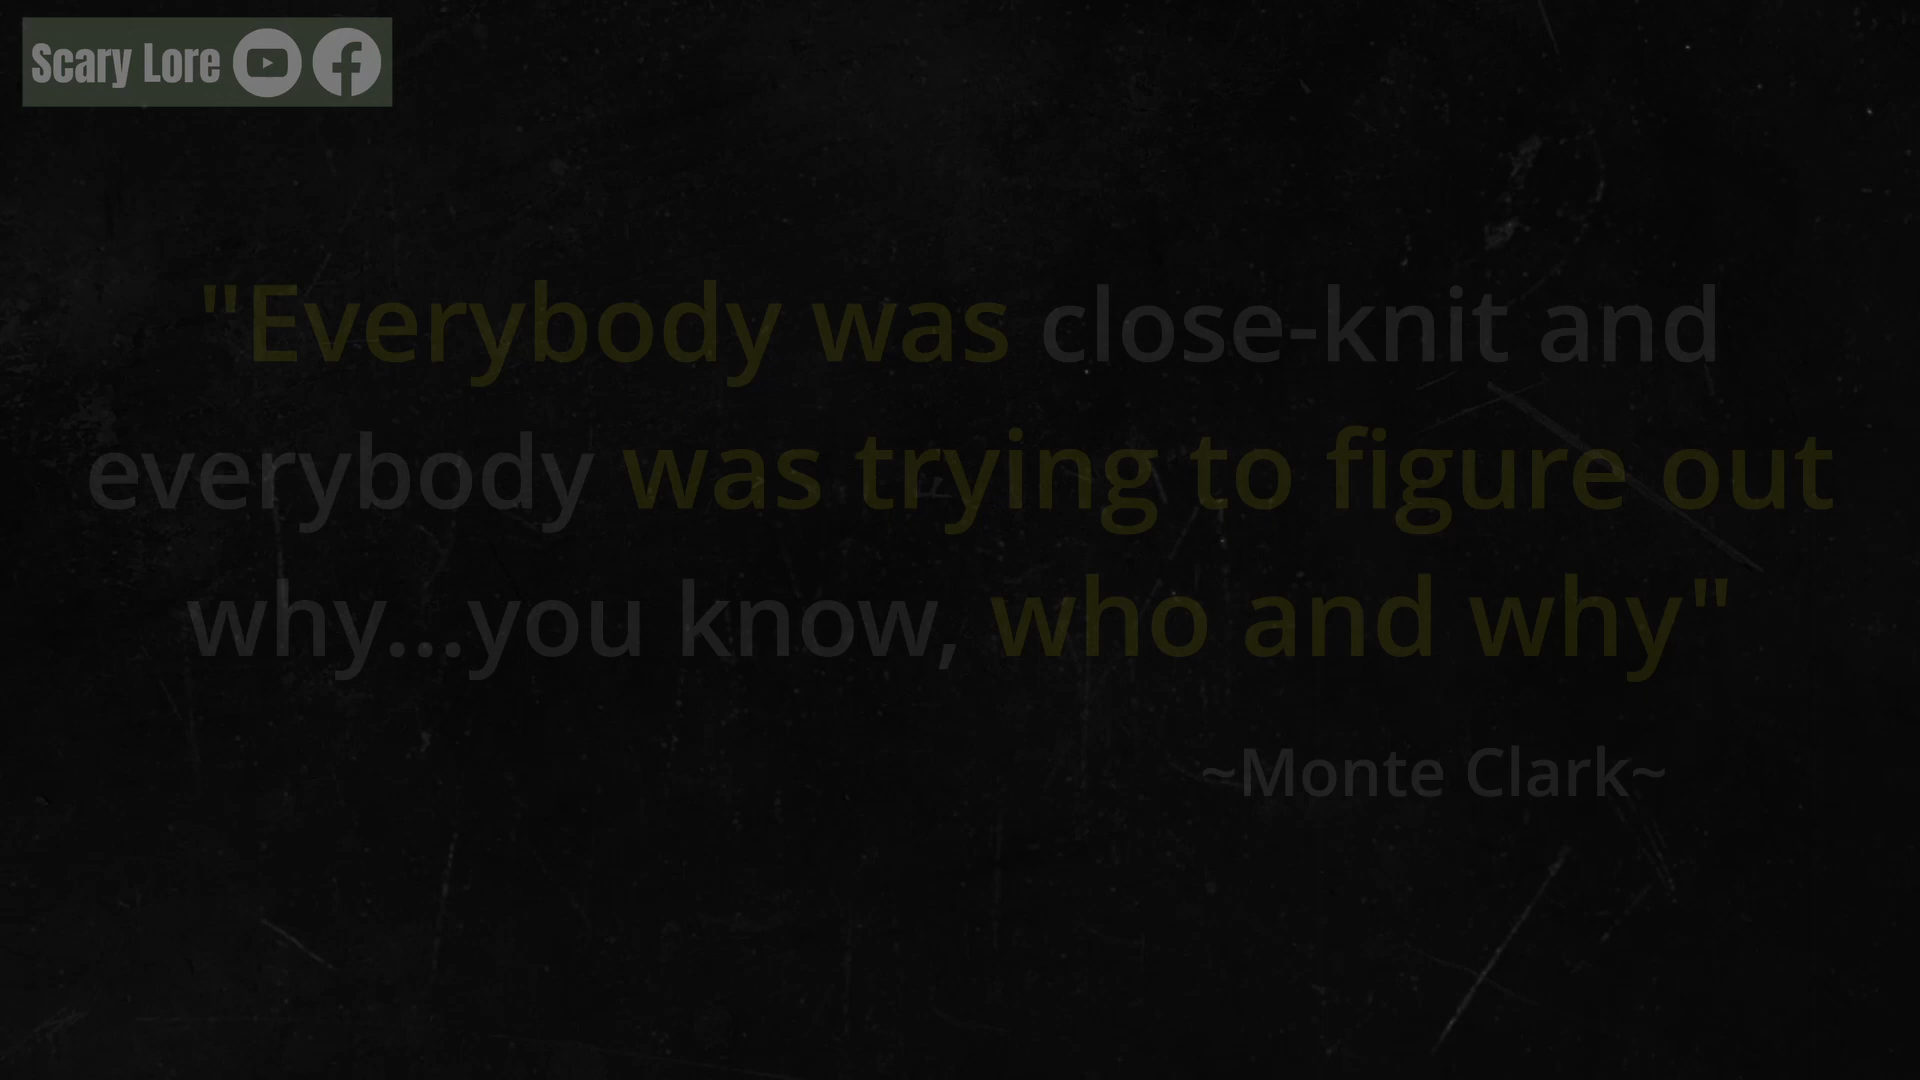 Scary Lore
"Everybody was close-knit and
everybody was trying to figure out
why...you know, who and why"
~Monte Clark~